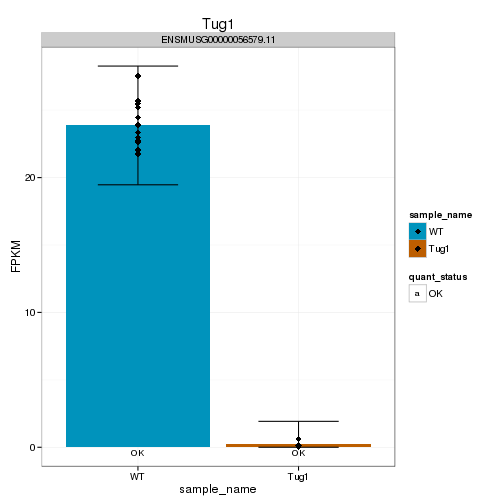 Tug1
ENSMUSG00000056579.11
FPKM
20
10
0
OK
OK
WT
Tug1
sample_name
sample_name
WT
Tug1
quant_status
a OK